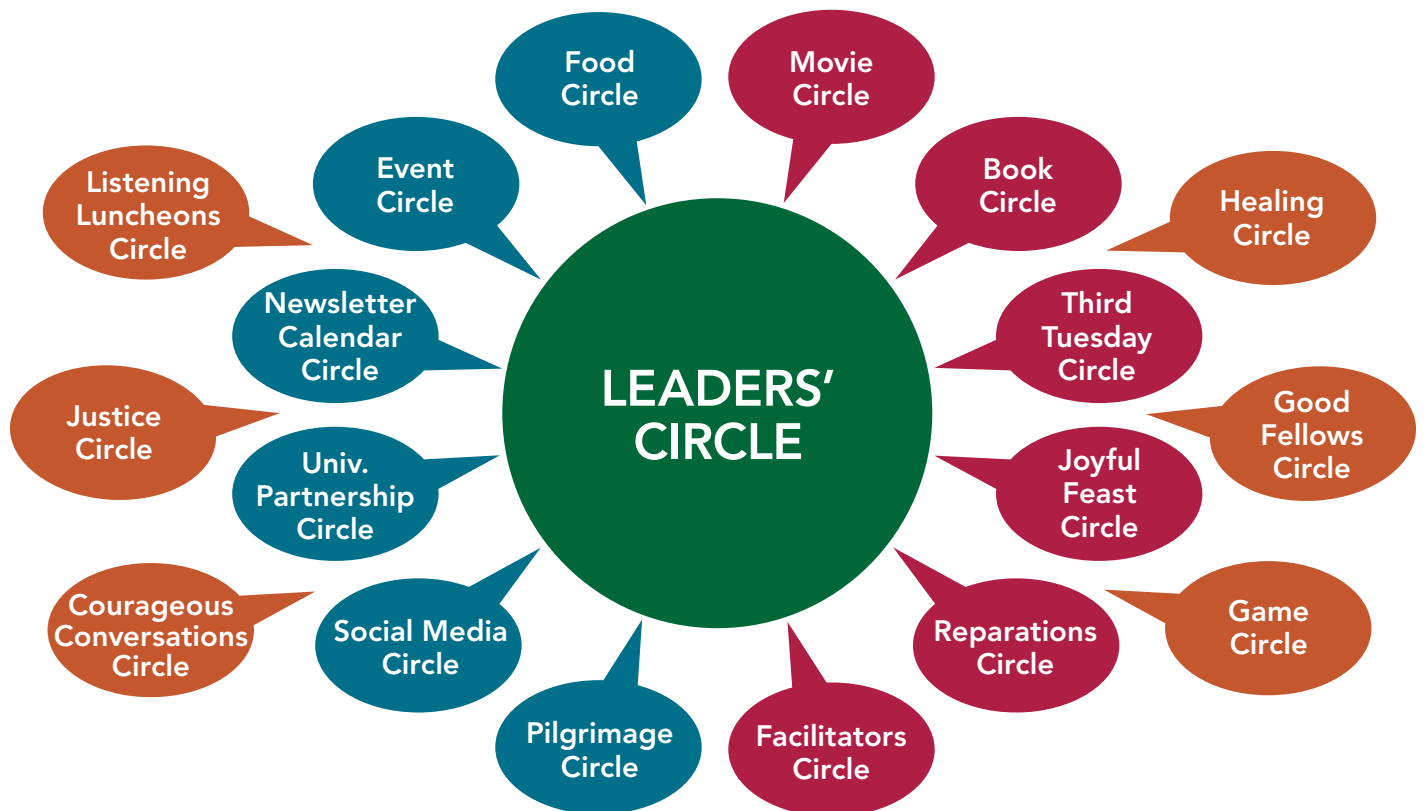 Food
Circle
Movie
Circle
Event
Circle
Book
Circle
Listening
Luncheons
Circle
Healing
Circle
Newsletter
Calendar
Circle
Third
Tuesday
Circle
LEADERS’
CIRCLE
Justice
Circle
Good
Fellows
Circle
Univ.
Partnership
Circle
Joyful
Feast
Circle
Courageous
Conversations
Circle
Social Media
Circle
Reparations
Circle
Game
Circle
Pilgrimage
Circle
Facilitators
Circle